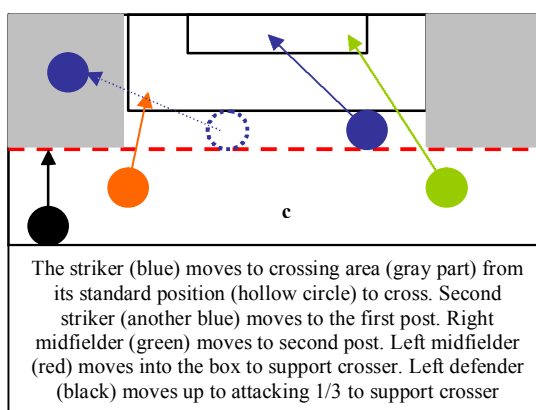 c
The striker (blue) moves to crossing area (gray part) from
its standard position (hollow circle) to cross. Second
striker (another blue) moves to the first post. Right
midfielder (green) moves to second post. Left midfielder
(red) moves into the box to support crosser. Left defender
(black) moves up to attacking 1/3 to support crosser